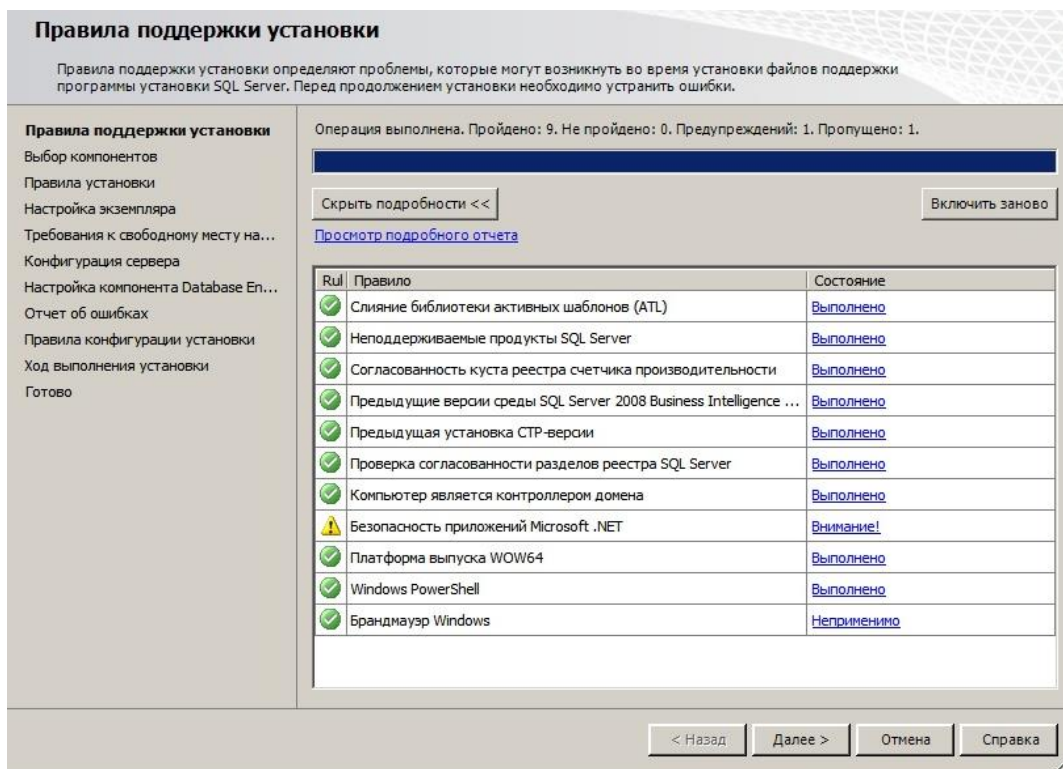 Правила поддержки установки
Правила поддержки установки определяют проблемы, которые могут возникнуть во время установки файлов поддержки
программы установки SQL Server. Перед продолжением установки необходимо устранить ошибки.
Правила поддержки установки
Выбор компонентов
Правила установки
Настройка экземпляра
Требования к свободному месту на...
Конфигурация сервера
Настройка компонента Database En...
Отчет об ошибках
Правила конфигурации установки
Ход выполнения установки
Готово
Операция выполнена. Пройдено: 9. Не пройдено: 0. Предупреждений: 1. Пропущено: 1.
Скрыть подробности <<
Включить заново
Просмотр подробного отчета
Rul Правило Состояние
Слияние библиотеки активных шаблонов (ATL) Выполнено
Неподдерживаемые продукты SQL Server Выполнено
Согласованность куста реестра счетчика производительности Выполнено
Предыдущие версии среды SQL Server 2008 Business Intelligence ... Выполнено
Предыдущая установка CTP-версии Выполнено
Проверка согласованности разделов реестра SQL Server Выполнено
Компьютер является контроллером домена Выполнено
Безопасность приложений Microsoft .NET Внимание!
Платформа выпуска WOW64 Выполнено
Windows PowerShell Выполнено
Брандмауэр Windows Неприменимо
< Назад
Далее >
Отмена
Справка